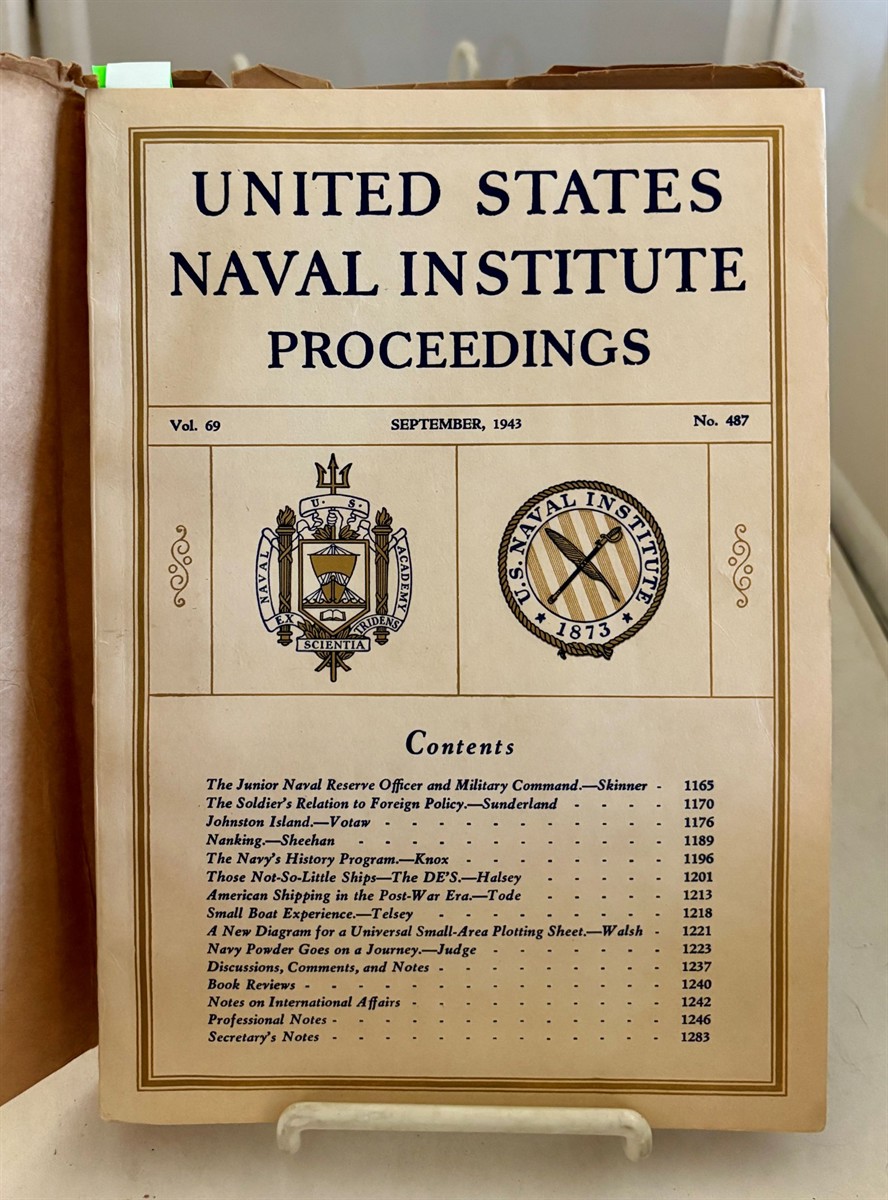 UNITED STATES
NAVAL INSTITUTE
PROCEEDINGS
Vol. 69 SEPTEMBER, 1943 No. 487
U. S.
NAVAL ACADEMY
EX SCIENTIA TRIDENS
U.S. NAVAL INSTITUTE
1873
Contents
The Junior Naval Reserve Officer and Military Command.—Skinner - 1165
The Soldier's Relation to Foreign Policy.—Sunderland - - - - 1170
Johnston Island.—Votaw - - - - - - - - - - - 1176
Nanking.—Sheehan - - - - - - - - - - - - 1189
The Navy's History Program.—Knox - - - - - - - - 1196
Those Not-So-Little Ships—The DE'S.—Halsey - - - - - 1201
American Shipping in the Post-War Era.—Tode - - - - - 1213
Small Boat Experience.—Telsey - - - - - - - - - 1218
A New Diagram for a Universal Small-Area Plotting Sheet.—Walsh - 1221
Navy Powder Goes on a Journey.—Judge - - - - - - - 1223
Discussions, Comments, and Notes - - - - - - - - - 1237
Book Reviews - - - - - - - - - - - - - - 1240
Notes on International Affairs - - - - - - - - - - 1242
Professional Notes - - - - - - - - - - - - - 1246
Secretary's Notes - - - - - - - - - - - - - 1283